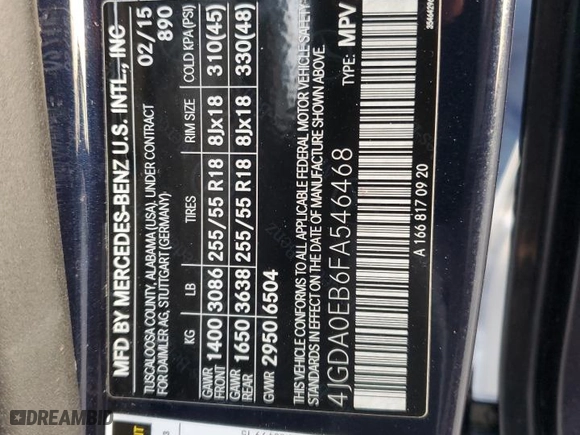 MFD BY MERCEDES-BENZ U.S. INTL., INC
TUSCALOOSA COUNTY, ALABAMA (USA), UNDER CONTRACT 02/15
FOR DAIMLER AG, STUTTGART (GERMANY) 890
KG LB TIRES RIM SIZE COLD KPA (PSI)
GAWR FRONT 1400 3086 255/55 R18 8Jx18 310(45)
GAWR REAR 1650 3638 255/55 R18 8Jx18 330(48)
GVWR 2950 6504
THIS VEHICLE CONFORMS TO ALL APPLICABLE FEDERAL MOTOR VEHICLE SAFETY
STANDARDS IN EFFECT ON THE DATE OF MANUFACTURE SHOWN ABOVE.
4JGDA0EB6FA546468 TYPE: MPV
A 166 817 09 20
DREAMBID